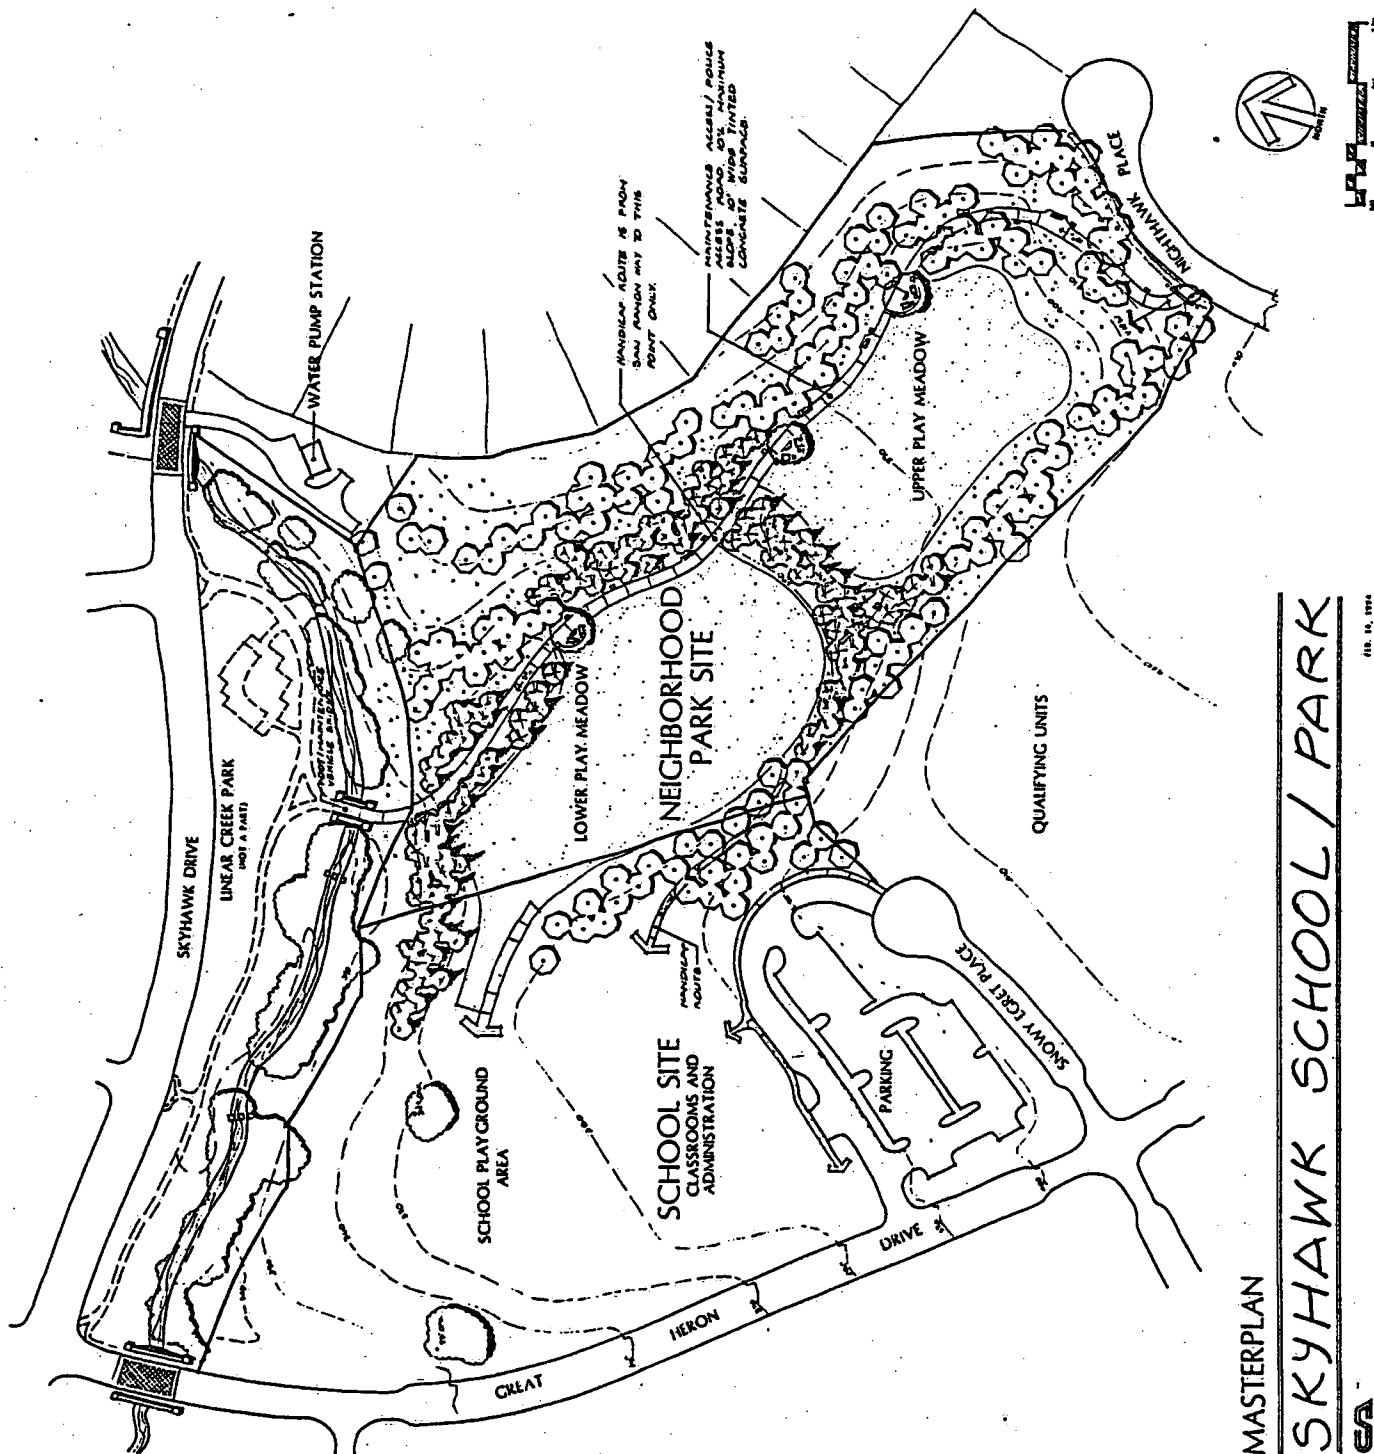 WATER PUMP STATION
HANDICAP ROUTE IS FROM
SAN RAMON WAY TO THIS
POINT ONLY.
MAINTENANCE ACCESS / POLICE
ACCESS ROAD. 10% MAXIMUM
SLOPE. 10' WIDE TINTED
CONCRETE SURFACE.
NIGHTHAWK PLACE
NORTH
SKYHAWK DRIVE
LINEAR CREEK PARK
(NOT A PART)
VEHICLE BRIDGE
LOWER PLAY MEADOW
NEIGHBORHOOD
PARK SITE
UPPER PLAY MEADOW
QUALIFYING UNITS
SCHOOL PLAYGROUND
AREA
SCHOOL SITE
CLASSROOMS AND
ADMINISTRATION
HANDICAP
ROUTE
PARKING
SNOWY EGRET PLACE
GREAT HERON DRIVE
MASTERPLAN
SKYHAWK SCHOOL / PARK